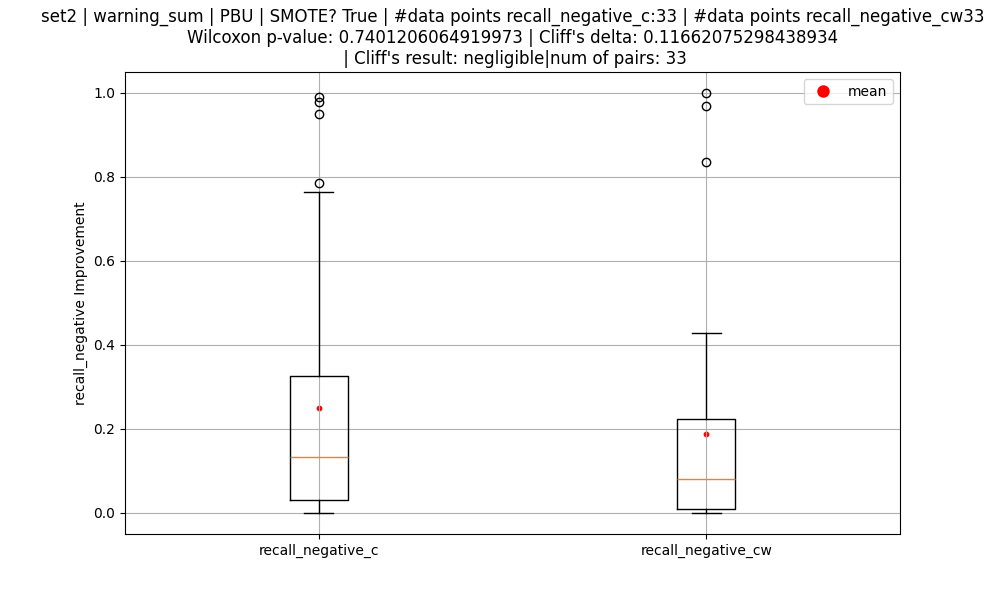 set2 | warning_sum | PBU | SMOTE? True | #data points recall_negative_c:33 | #data points recall_negative_cw33
Wilcoxon p-value: 0.7401206064919973 | Cliff's delta: 0.11662075298438934
| Cliff's result: negligible|num of pairs: 33
mean
1.0
0.8
0.6
0.4
0.2
0.0
recall_negative Improvement
recall_negative_c
recall_negative_cw